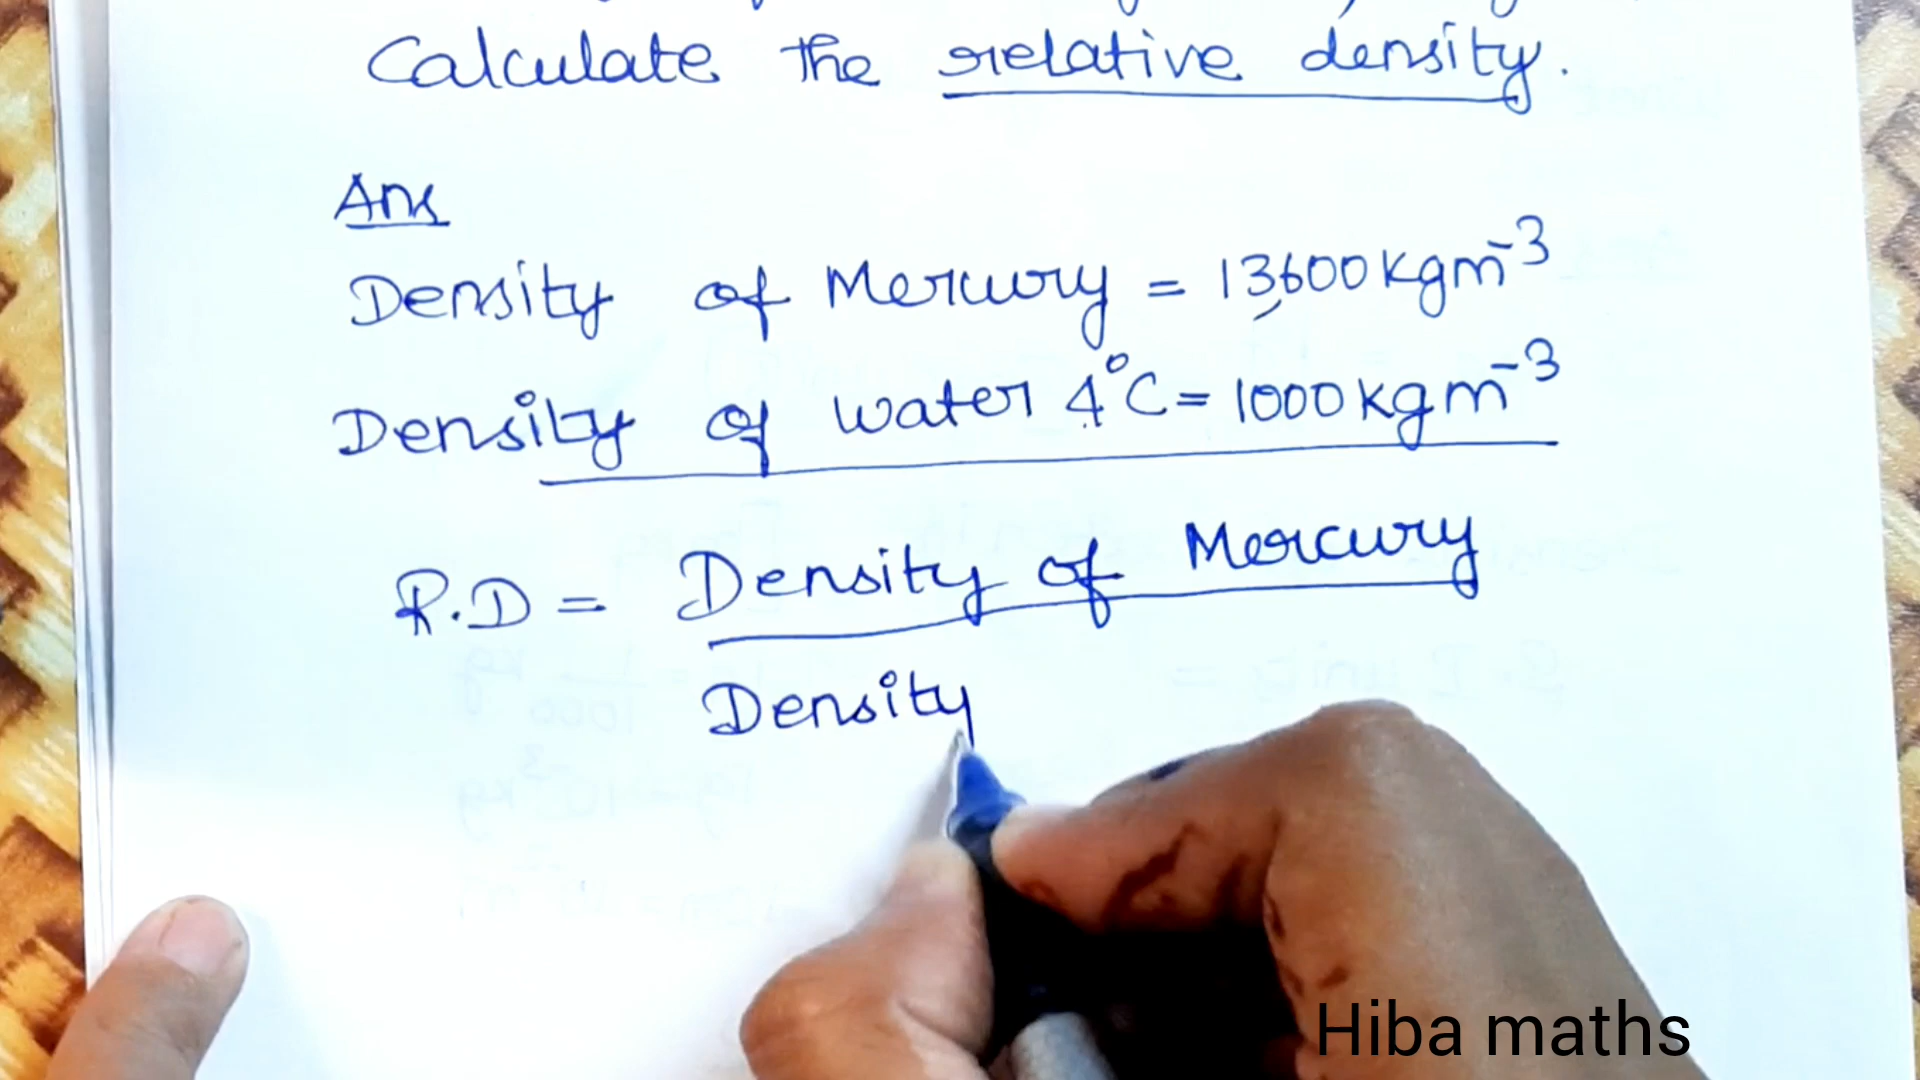 Calculate the relative density.
Ans
Density of Mercury = 13600 kgm⁻³
Density of water 4°C = 1000 kgm⁻³
R.D = Density of Mercury
Density
Hiba maths